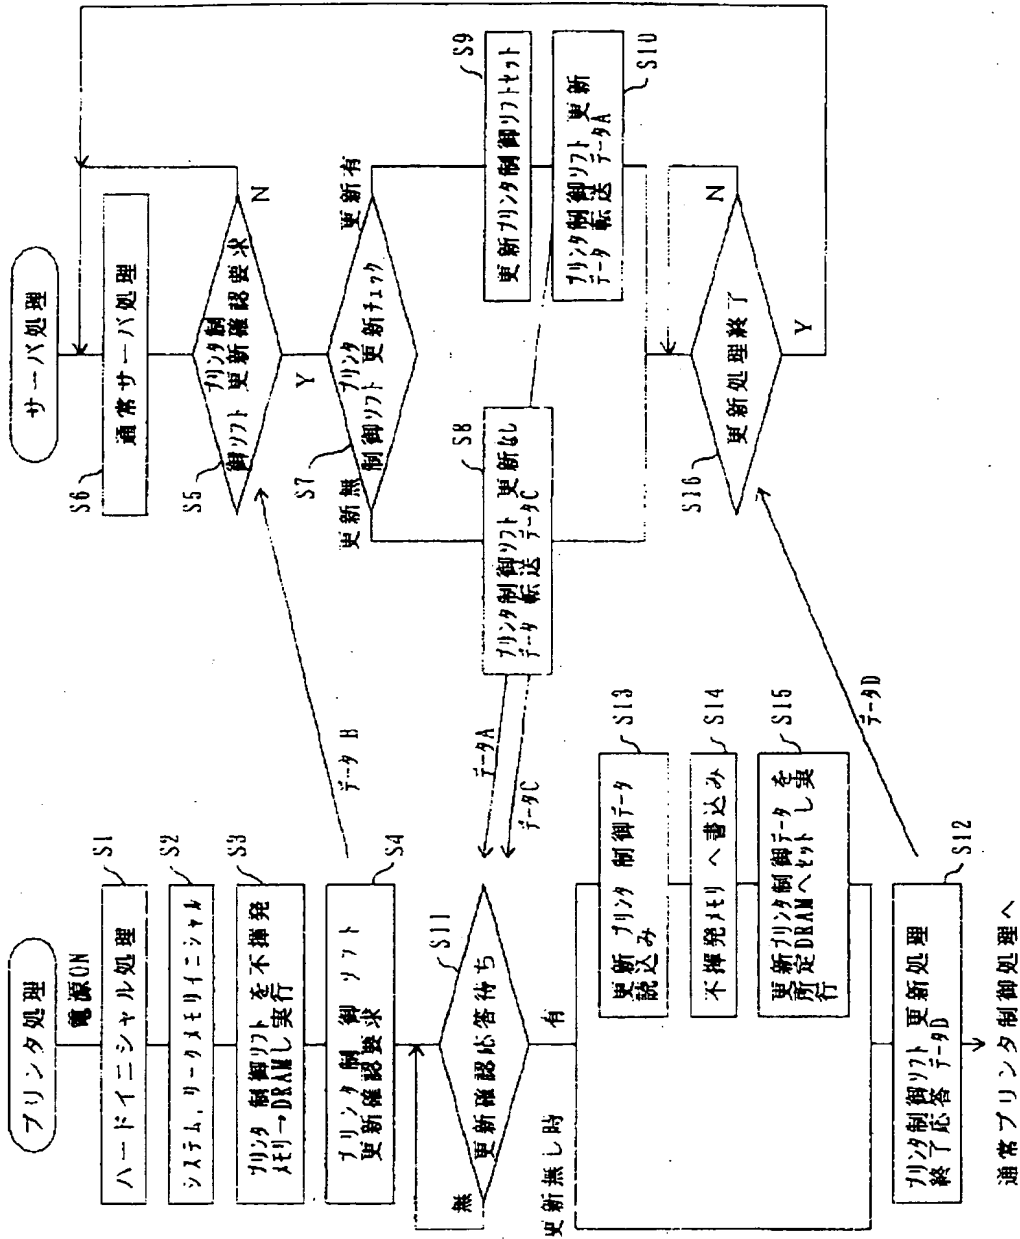 プリンタ処理
電源ON
ハードイニシャル処理
S1
システム,リークメモリイニシャル
S2
プリンタ 制御リフト を不揮発
メモリ→DRAMし実行
S3
プリンタ 制 御 リフト
更新確認要求
S4
データ B
更新確認応答待ち
S11
無
有
更新無し時
データA
データC
更新 プリンタ 制御データ
読込み
S13
不揮発メモリ へ書込み
S14
更新プリンタ制御データ を
所定DRAMへセットし実
行
S15
プリンタ制御リフト 更新処理
終了応答 データD
S12
データD
通常プリンタ制御処理へ
サーバ処理
通常サーバ処理
S6
プリンタ制
御リフト 更新確認要求
S5
N
Y
プリンタ
制御リフト 更新チェック
S7
更新無
更新有
プリンタ制御リフト 更新なし
データ 転送 データC
S8
更新プリンタ制御リフトセット
S9
プリンタ制御リフト 更新
データ 転送 データA
S10
更新処理終了
S16
N
Y